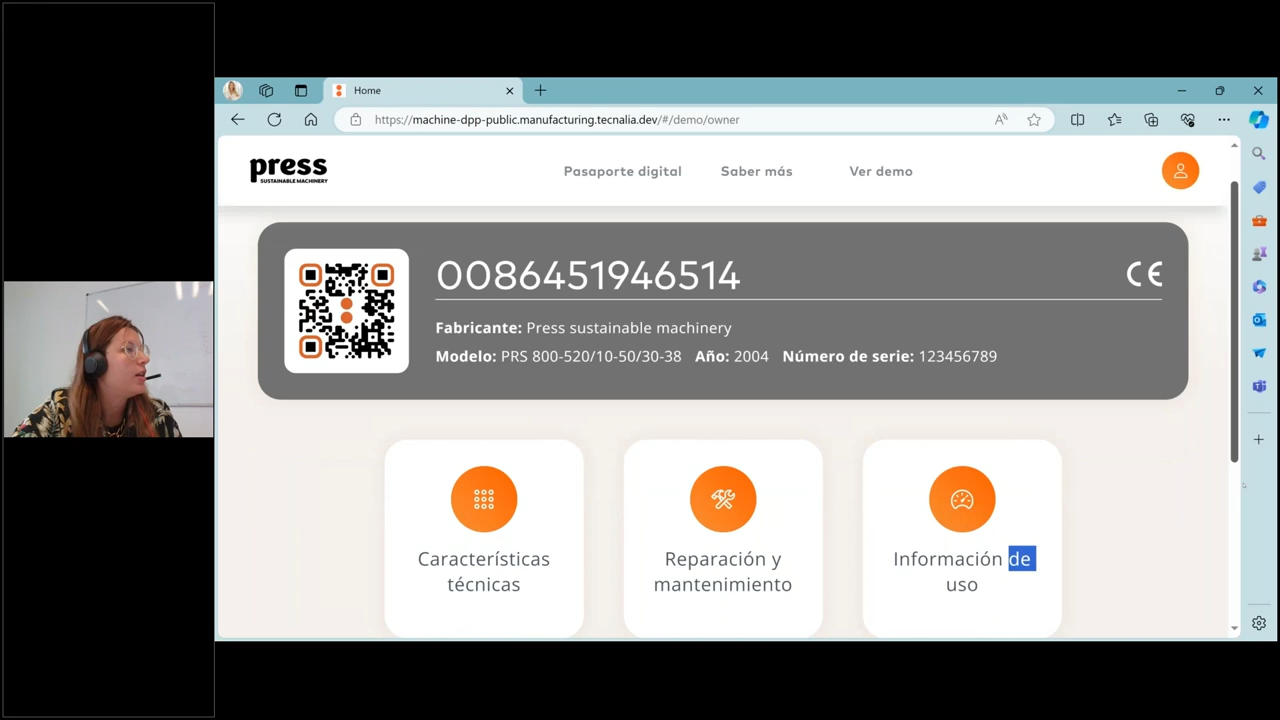 Home
https://machine-dpp-public.manufacturing.tecnalia.dev/#/demo/owner
press
SUSTAINABLE MACHINERY
Pasaporte digital
Saber más
Ver demo
0086451946514
CE
Fabricante: Press sustainable machinery
Modelo: PRS 800-520/10-50/30-38 Año: 2004 Número de serie: 123456789
Características
técnicas
Reparación y
mantenimiento
Información de
uso